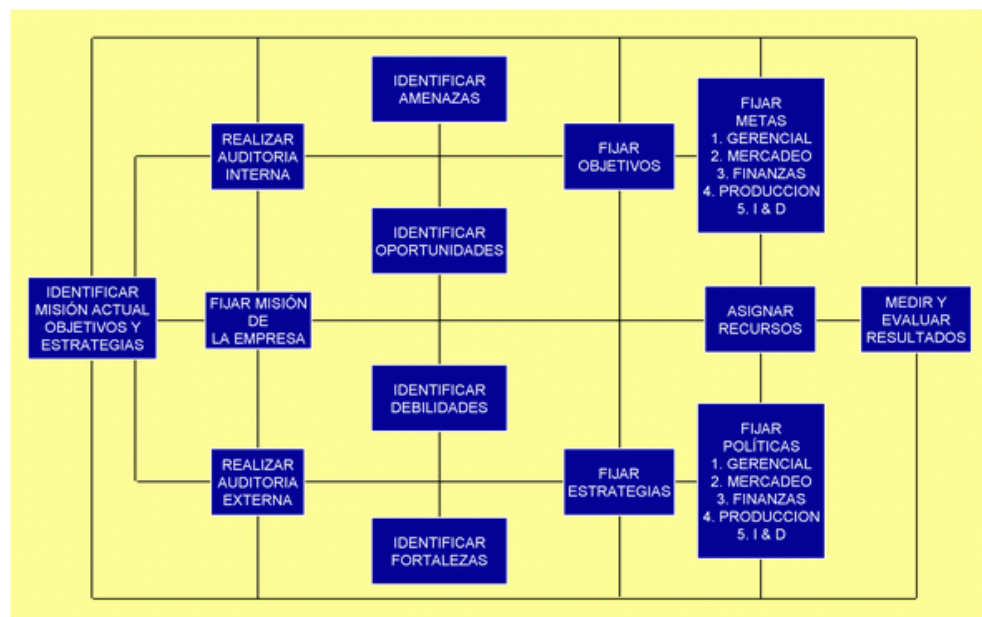 IDENTIFICAR
AMENAZAS
FIJAR
METAS
1. GERENCIAL
2. MERCADEO
3. FINANZAS
4. PRODUCCION
5. I & D
REALIZAR
AUDITORIA
INTERNA
FIJAR
OBJETIVOS
IDENTIFICAR
OPORTUNIDADES
IDENTIFICAR
MISIÓN ACTUAL
OBJETIVOS Y
ESTRATEGIAS
FIJAR MISIÓN
DE
LA EMPRESA
ASIGNAR
RECURSOS
MEDIR Y
EVALUAR
RESULTADOS
IDENTIFICAR
DEBILIDADES
FIJAR
POLÍTICAS
1. GERENCIAL
2. MERCADEO
3. FINANZAS
4. PRODUCCION
5. I & D
REALIZAR
AUDITORIA
EXTERNA
FIJAR
ESTRATEGIAS
IDENTIFICAR
FORTALEZAS